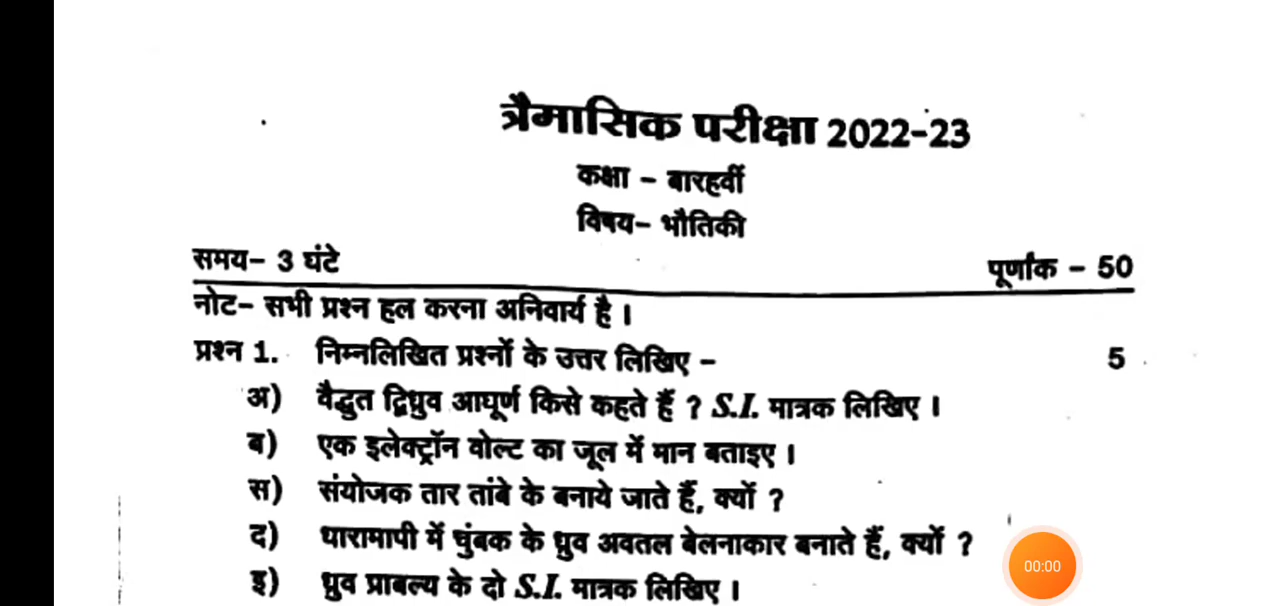 त्रैमासिक परीक्षा 2022-23
कक्षा - बारहवीं
विषय- भौतिकी
समय- 3 घंटे पूर्णांक - 50
नोट- सभी प्रश्न हल करना अनिवार्य है ।
प्रश्न 1. निम्नलिखित प्रश्नों के उत्तर लिखिए - 5
अ) वैद्धुत द्विध्रुव आघूर्ण किसे कहते हैं ? S.I. मात्रक लिखिए ।
ब) एक इलेक्ट्रॉन वोल्ट का जूल में मान बताइए ।
स) संयोजक तार तांबे के बनाये जाते हैं, क्यों ?
द) धारामापी में चुंबक के ध्रुव अवतल बेलनाकार बनाते हैं, क्यों ?
इ) ध्रुव प्राबल्य के दो S.I. मात्रक लिखिए ।
00:00